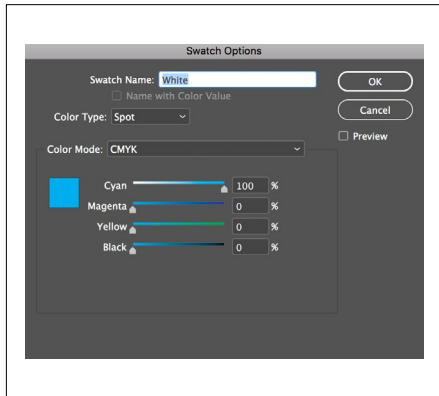 Swatch Options
Swatch Name: White
OK
Name with Color Value
Cancel
Color Type: Spot
Preview
Color Mode: CMYK
Cyan 100 %
Magenta 0 %
Yellow 0 %
Black 0 %